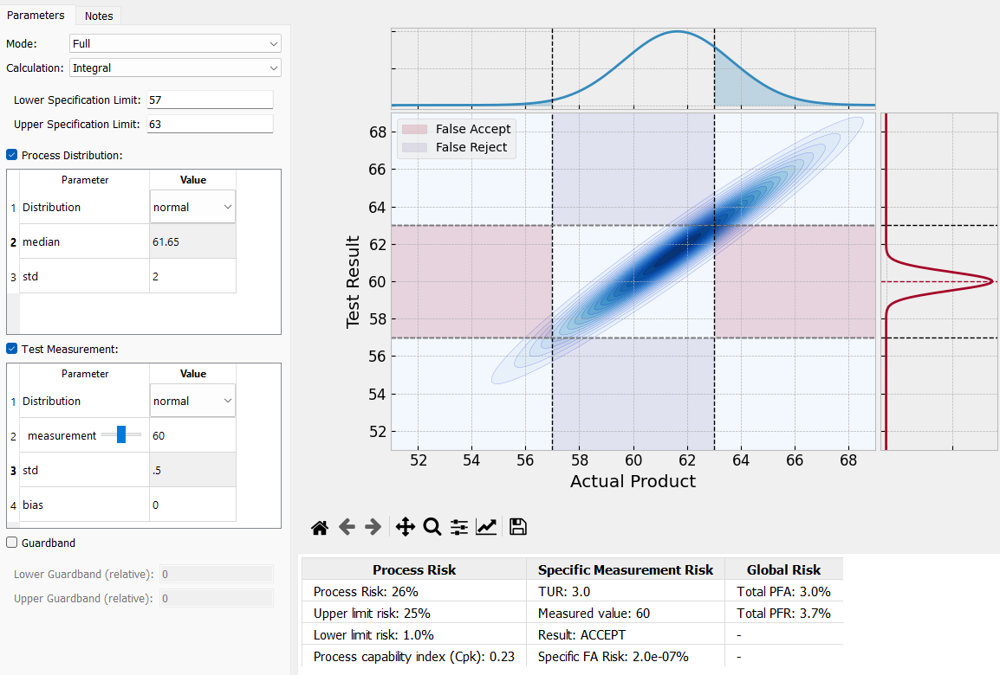 Parameters
Notes
Mode:
Full
Calculation:
Integral
Lower Specification Limit:
57
Upper Specification Limit:
63
Process Distribution:
Parameter Value
1 Distribution normal
2 median 61.65
3 std 2
Test Measurement:
Parameter Value
1 Distribution normal
2 measurement 60
3 std .5
4 bias 0
Guardband
Lower Guardband (relative): 0
Upper Guardband (relative): 0
False Accept
False Reject
68
66
64
62
60
58
56
54
52
Test Result
52 54 56 58 60 62 64 66 68
Actual Product
Process Risk Specific Measurement Risk Global Risk
Process Risk: 26% TUR: 3.0 Total PFA: 3.0%
Upper limit risk: 25% Measured value: 60 Total PFR: 3.7%
Lower limit risk: 1.0% Result: ACCEPT -
Process capability index (Cpk): 0.23 Specific FA Risk: 2.0e-07% -